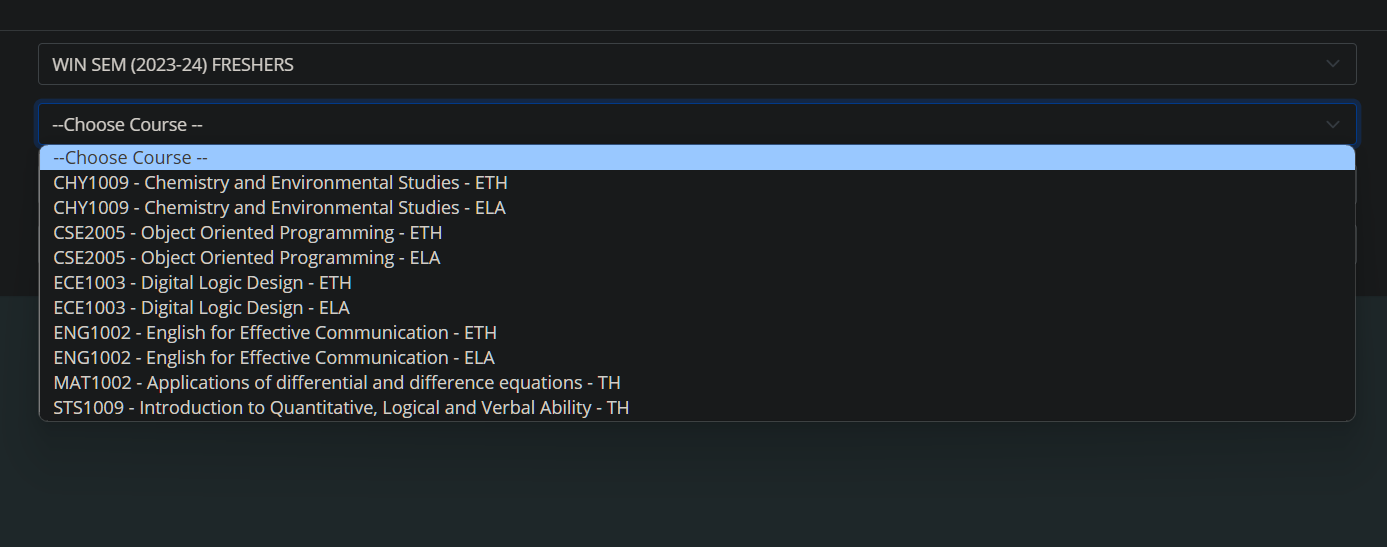 WIN SEM (2023-24) FRESHERS
--Choose Course --
--Choose Course --
CHY1009 - Chemistry and Environmental Studies - ETH
CHY1009 - Chemistry and Environmental Studies - ELA
CSE2005 - Object Oriented Programming - ETH
CSE2005 - Object Oriented Programming - ELA
ECE1003 - Digital Logic Design - ETH
ECE1003 - Digital Logic Design - ELA
ENG1002 - English for Effective Communication - ETH
ENG1002 - English for Effective Communication - ELA
MAT1002 - Applications of differential and difference equations - TH
STS1009 - Introduction to Quantitative, Logical and Verbal Ability - TH